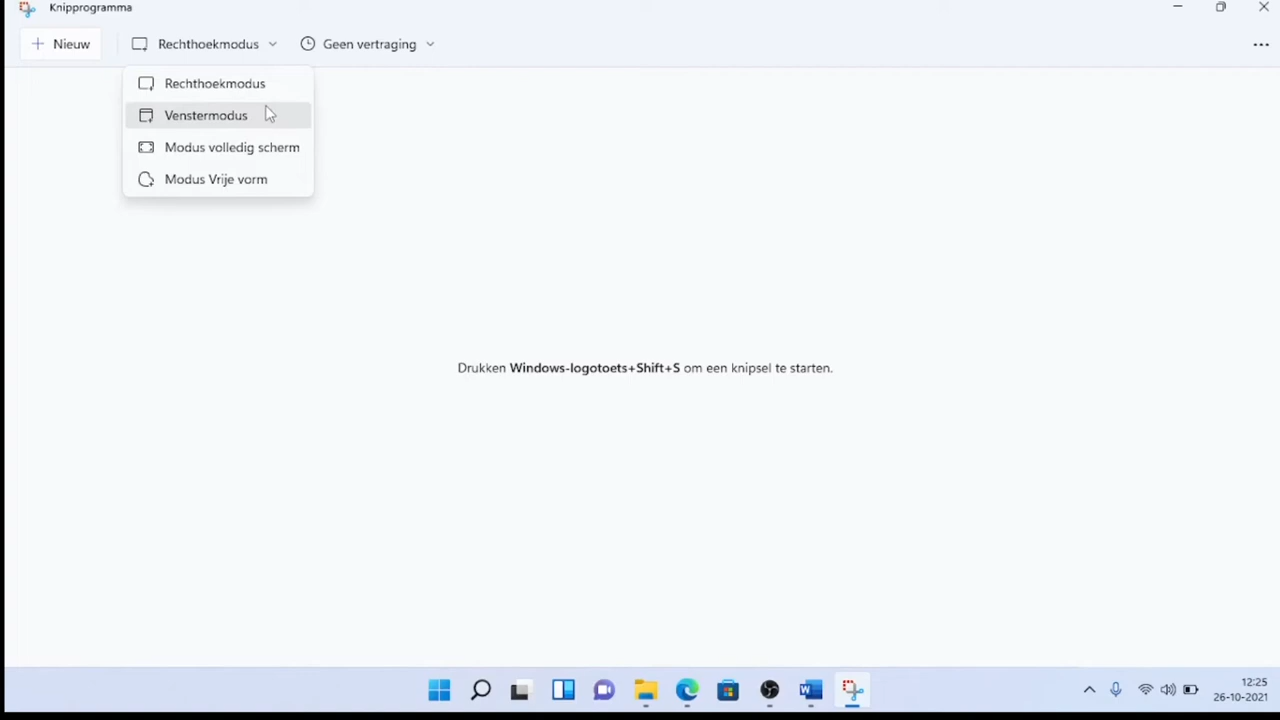 Knipprogramma
Nieuw
Rechthoekmodus
Geen vertraging
Rechthoekmodus
Venstermodus
Modus volledig scherm
Modus Vrije vorm
Drukken Windows-logotoets+Shift+S om een knipsel te starten.
12:25
26-10-2021